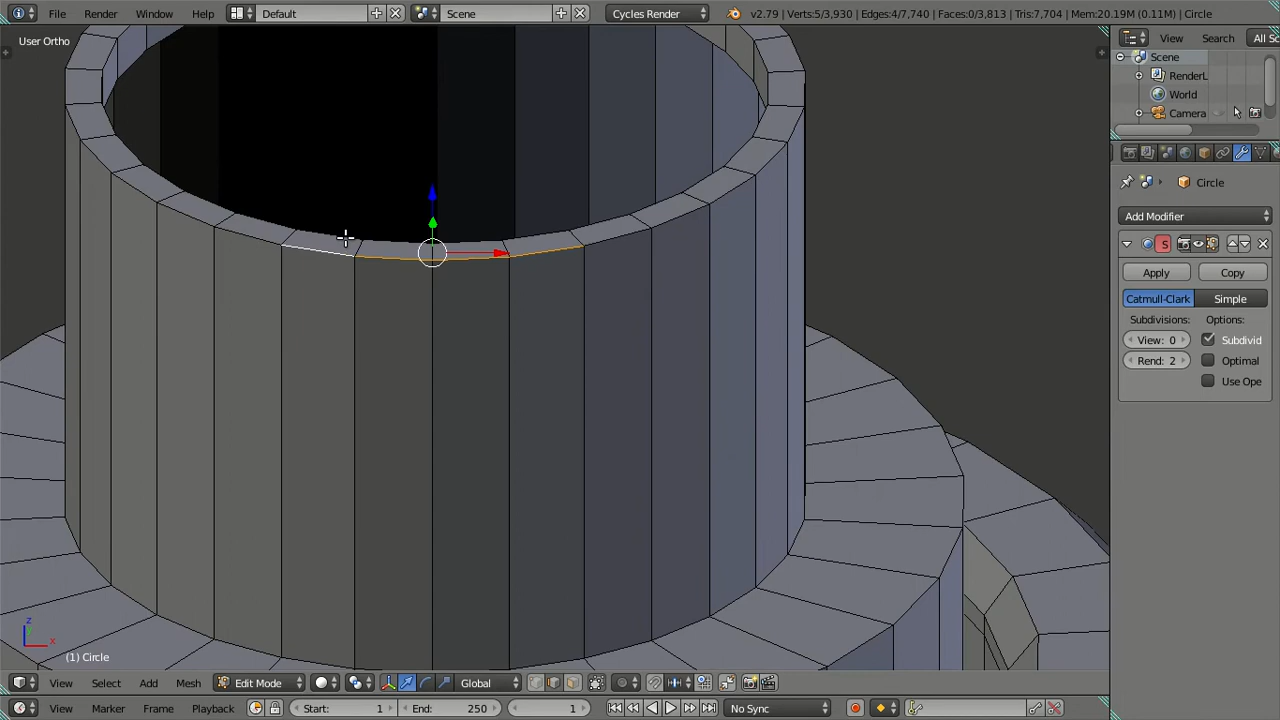 File Render Window Help Default Scene Cycles Render v2.79 | Verts:5/3,930 | Edges:4/7,740 | Faces:0/3,813 | Tris:7,704 | Mem:20.19M (0.11M) | Circle
User Ortho
View Search All Sc
Scene
RenderL
World
Camera
Circle
Add Modifier
S
Apply Copy
Catmull-Clark Simple
Subdivisions: Options:
View: 0 Subdivid
Rend: 2 Optimal
Use Ope
z
y
x
(1) Circle
View Select Add Mesh Edit Mode Global
View Marker Frame Playback Start: 1 End: 250 1 No Sync